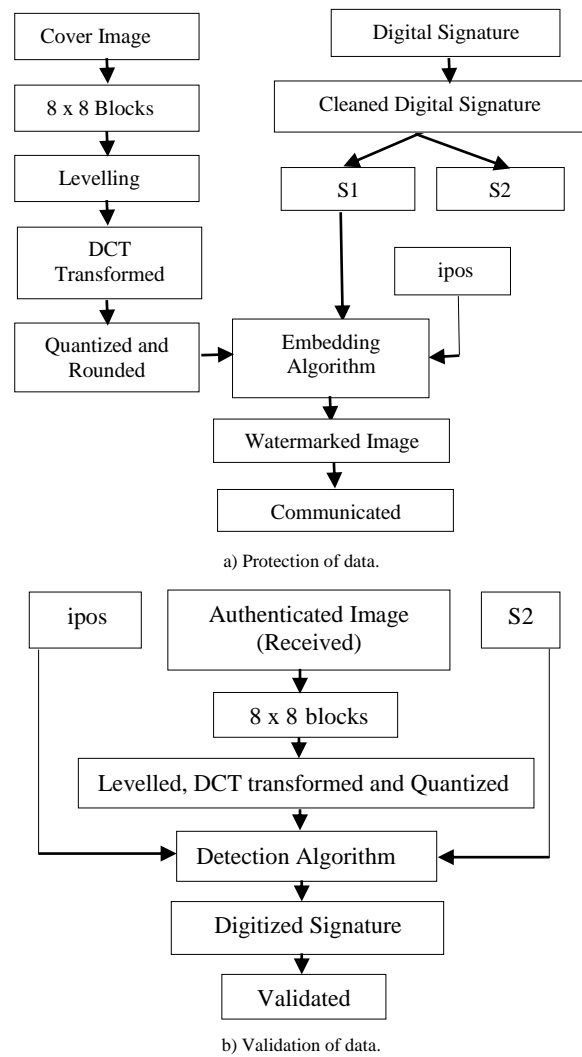 Cover Image
8 x 8 Blocks
Levelling
DCT
Transformed
Quantized and
Rounded
Digital Signature
Cleaned Digital Signature
S1
S2
ipos
Embedding
Algorithm
Watermarked Image
Communicated
a) Protection of data.
ipos
Authenticated Image
(Received)
S2
8 x 8 blocks
Levelled, DCT transformed and Quantized
Detection Algorithm
Digitized Signature
Validated
b) Validation of data.